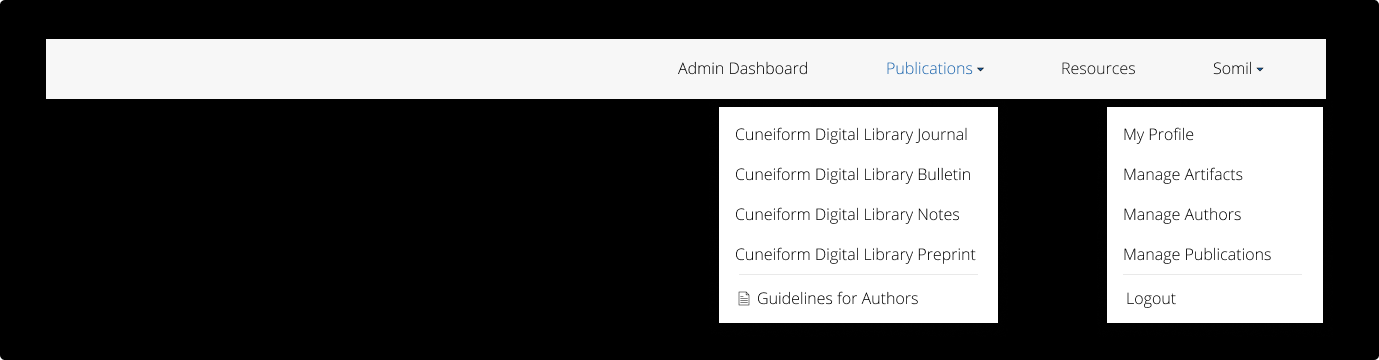 Admin Dashboard
Publications
Resources
Somil
Cuneiform Digital Library Journal
Cuneiform Digital Library Bulletin
Cuneiform Digital Library Notes
Cuneiform Digital Library Preprint
Guidelines for Authors
My Profile
Manage Artifacts
Manage Authors
Manage Publications
Logout